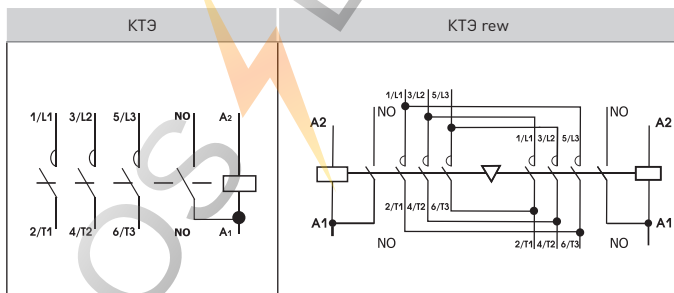 КТЭ
КТЭ rew
1/L1 3/L2 5/L3 NO A2
2/T1 4/T2 6/T3 NO A1
1/L1 3/L2 5/L3
A2 NO NO A2
1/L1 3/L2 5/L3
2/T1 4/T2 6/T3
A1 A1
NO 2/T1 4/T2 6/T3 NO